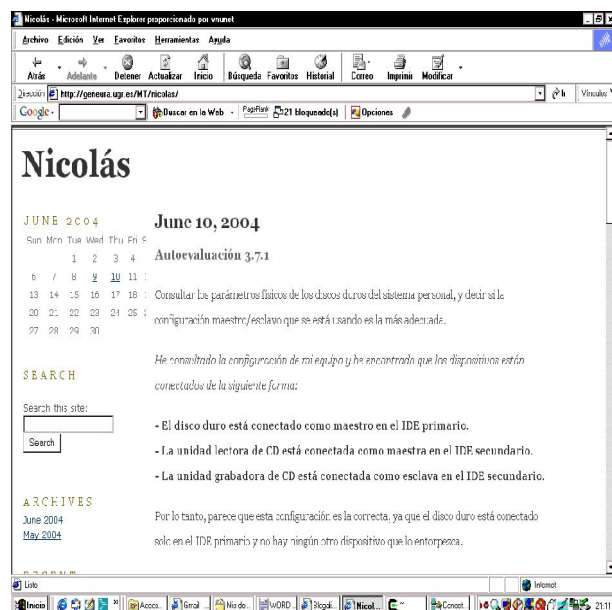 Nicolás - Microsoft Internet Explorer proporcionado por vnunet
Archivo Edición Ver Favoritos Herramientas Ayuda
Atrás Adelante Detener Actualizar Inicio Búsqueda Favoritos Historial Correo Imprimir Modificar
Dirección http://geneura.ugr.es/MT/nicolas/ Ir Vínculos
Google Buscar en la Web PageRank 21 bloqueado(s) Opciones
Nicolás
JUNE 2004
Sun Mon Tue Wed Thu Fri S
1 2 3 4
6 7 8 9 10 11
13 14 15 16 17 18
20 21 22 23 24 25
27 28 29 30
SEARCH
Search this site:
Search
ARCHIVES
June 2004
May 2004
RECENT
June 10, 2004
Autoevaluación 3.7.1
Consultar los parámetros físicos de los discos duros del sistema personal, y decir si la
configuración maestro/esclavo que se está usando es la más adecuada.
He consultado la configuración de mi equipo y he encontrado que los dispositivos están
conectados de la siguiente forma:
- El disco duro está conectado como maestro en el IDE primario.
- La unidad lectora de CD está conectada como maestra en el IDE secundario.
- La unidad grabadora de CD está conectada como esclava en el IDE secundario.
Por lo tanto, parece que esta configuración es la correcta, ya que el disco duro está conectado
solo en el IDE primario y no hay ningún otro dispositivo que lo entorpezca.
Listo Internet
Inicio Gmail ... WORD Nicol... 21:11